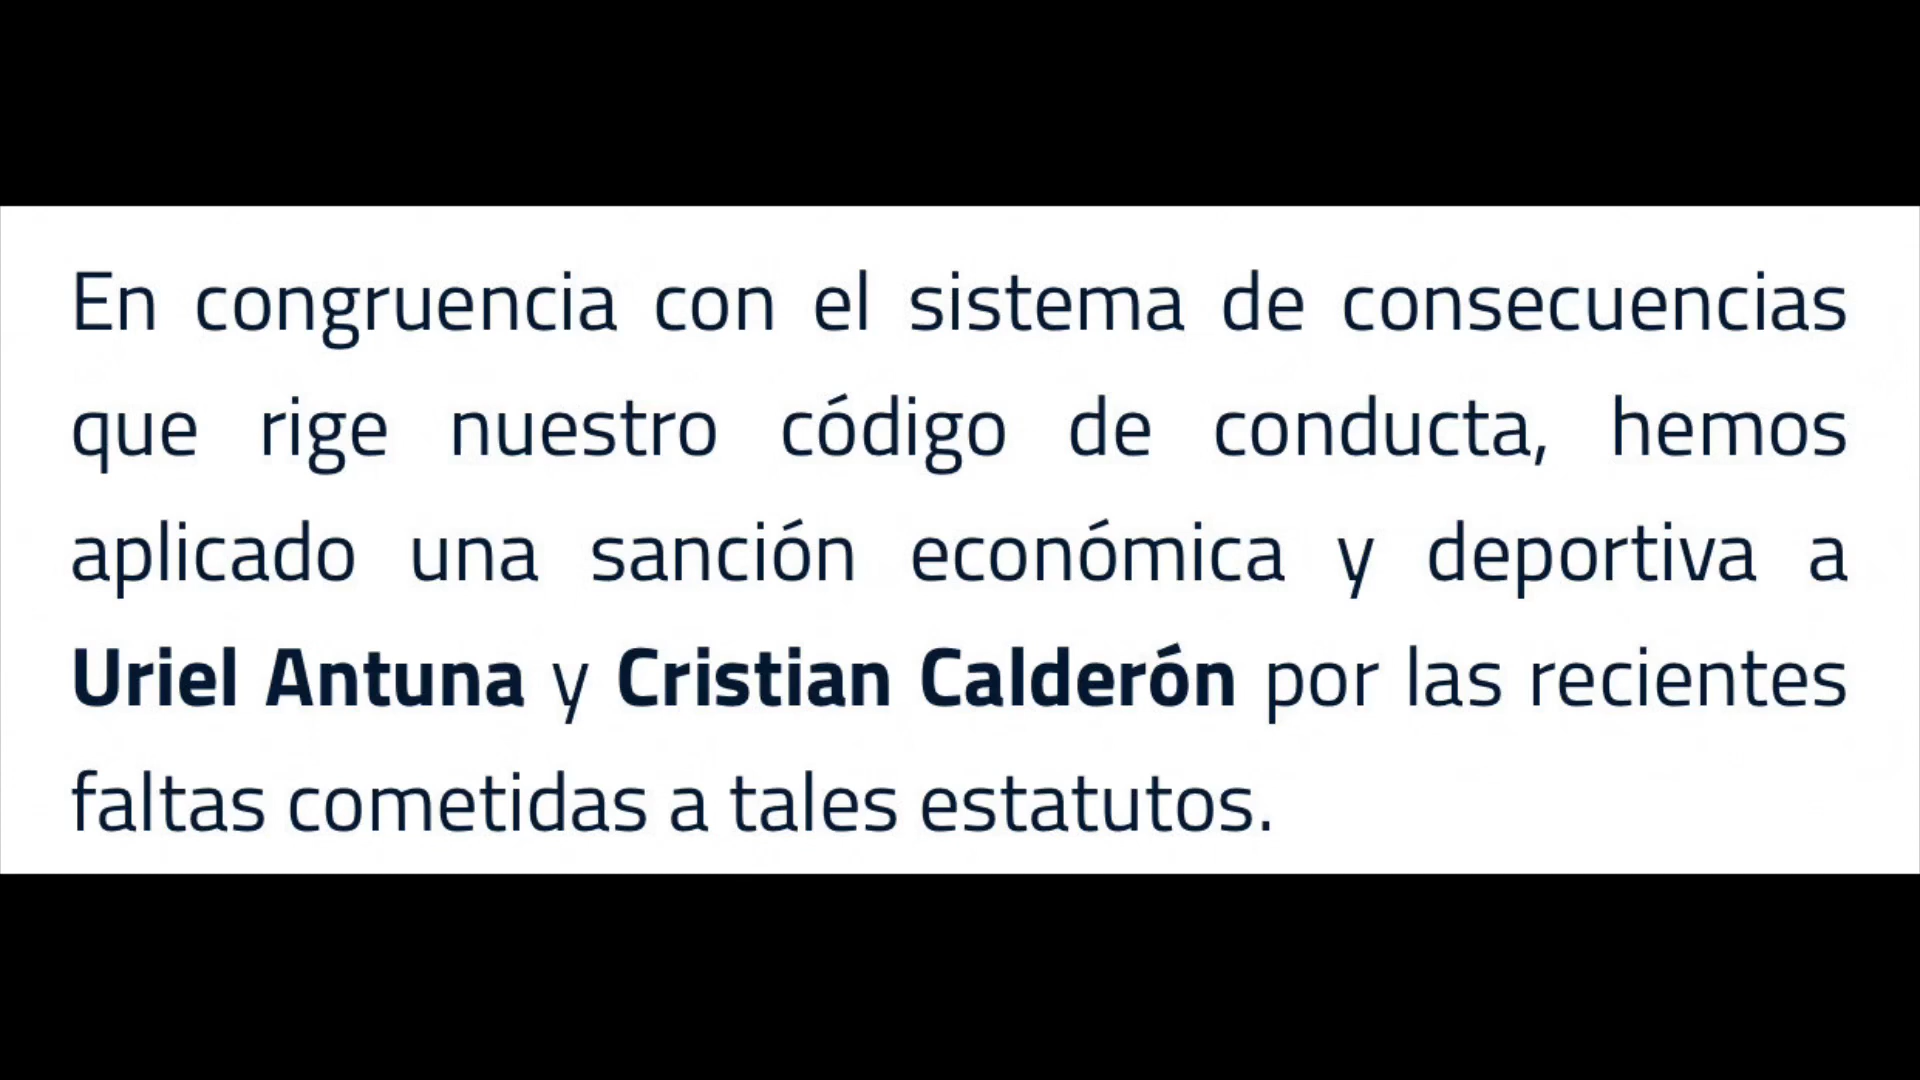 En congruencia con el sistema de consecuencias
que rige nuestro código de conducta, hemos
aplicado una sanción económica y deportiva a
Uriel Antuna y Cristian Calderón por las recientes
faltas cometidas a tales estatutos.